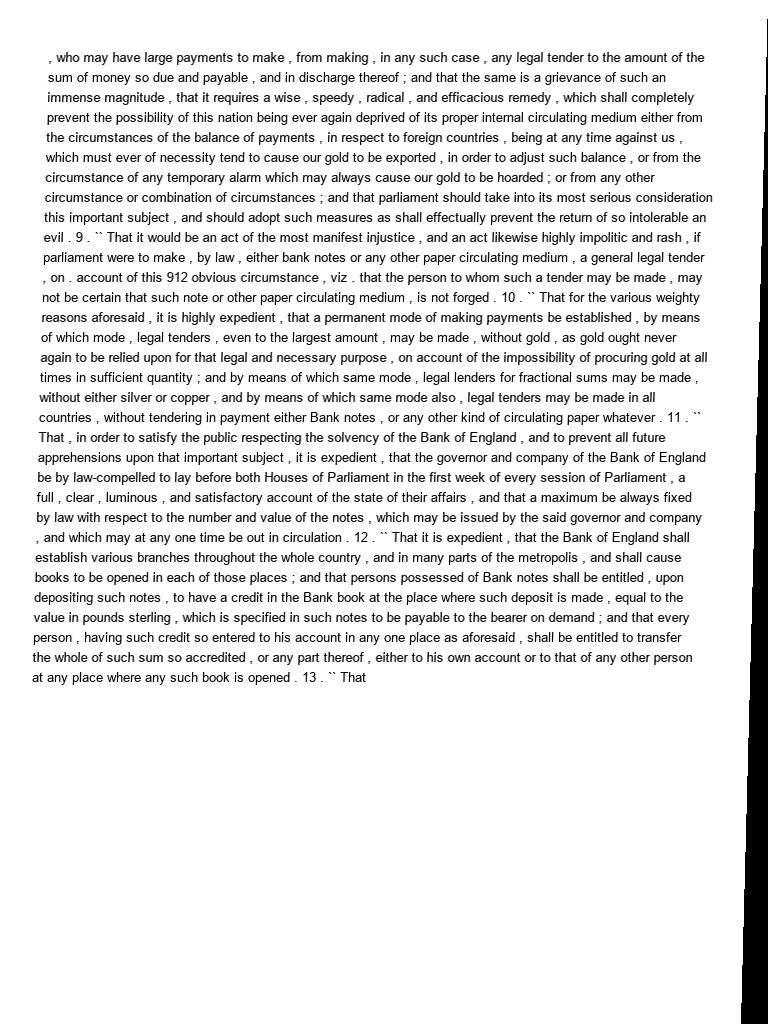 , who may have large payments to make , from making , in any such case , any legal tender to the amount of the
sum of money so due and payable , and in discharge thereof ; and that the same is a grievance of such an
immense magnitude , that it requires a wise , speedy , radical , and efficacious remedy , which shall completely
prevent the possibility of this nation being ever again deprived of its proper internal circulating medium either from
the circumstances of the balance of payments , in respect to foreign countries , being at any time against us ,
which must ever of necessity tend to cause our gold to be exported , in order to adjust such balance , or from the
circumstance of any temporary alarm which may always cause our gold to be hoarded ; or from any other
circumstance or combination of circumstances ; and that parliament should take into its most serious consideration
this important subject , and should adopt such measures as shall effectually prevent the return of so intolerable an
evil . 9 . `` That it would be an act of the most manifest injustice , and an act likewise highly impolitic and rash , if
parliament were to make , by law , either bank notes or any other paper circulating medium , a general legal tender
, on . account of this 912 obvious circumstance , viz . that the person to whom such a tender may be made , may
not be certain that such note or other paper circulating medium , is not forged . 10 . `` That for the various weighty
reasons aforesaid , it is highly expedient , that a permanent mode of making payments be established , by means
of which mode , legal tenders , even to the largest amount , may be made , without gold , as gold ought never
again to be relied upon for that legal and necessary purpose , on account of the impossibility of procuring gold at all
times in sufficient quantity ; and by means of which same mode , legal lenders for fractional sums may be made ,
without either silver or copper , and by means of which same mode also , legal tenders may be made in all
countries , without tendering in payment either Bank notes , or any other kind of circulating paper whatever . 11 . ``
That , in order to satisfy the public respecting the solvency of the Bank of England , and to prevent all future
apprehensions upon that important subject , it is expedient , that the governor and company of the Bank of England
be by law-compelled to lay before both Houses of Parliament in the first week of every session of Parliament , a
full , clear , luminous , and satisfactory account of the state of their affairs , and that a maximum be always fixed
by law with respect to the number and value of the notes , which may be issued by the said governor and company
, and which may at any one time be out in circulation . 12 . `` That it is expedient , that the Bank of England shall
establish various branches throughout the whole country , and in many parts of the metropolis , and shall cause
books to be opened in each of those places ; and that persons possessed of Bank notes shall be entitled , upon
depositing such notes , to have a credit in the Bank book at the place where such deposit is made , equal to the
value in pounds sterling , which is specified in such notes to be payable to the bearer on demand ; and that every
person , having such credit so entered to his account in any one place as aforesaid , shall be entitled to transfer
the whole of such sum so accredited , or any part thereof , either to his own account or to that of any other person
at any place where any such book is opened . 13 . `` That